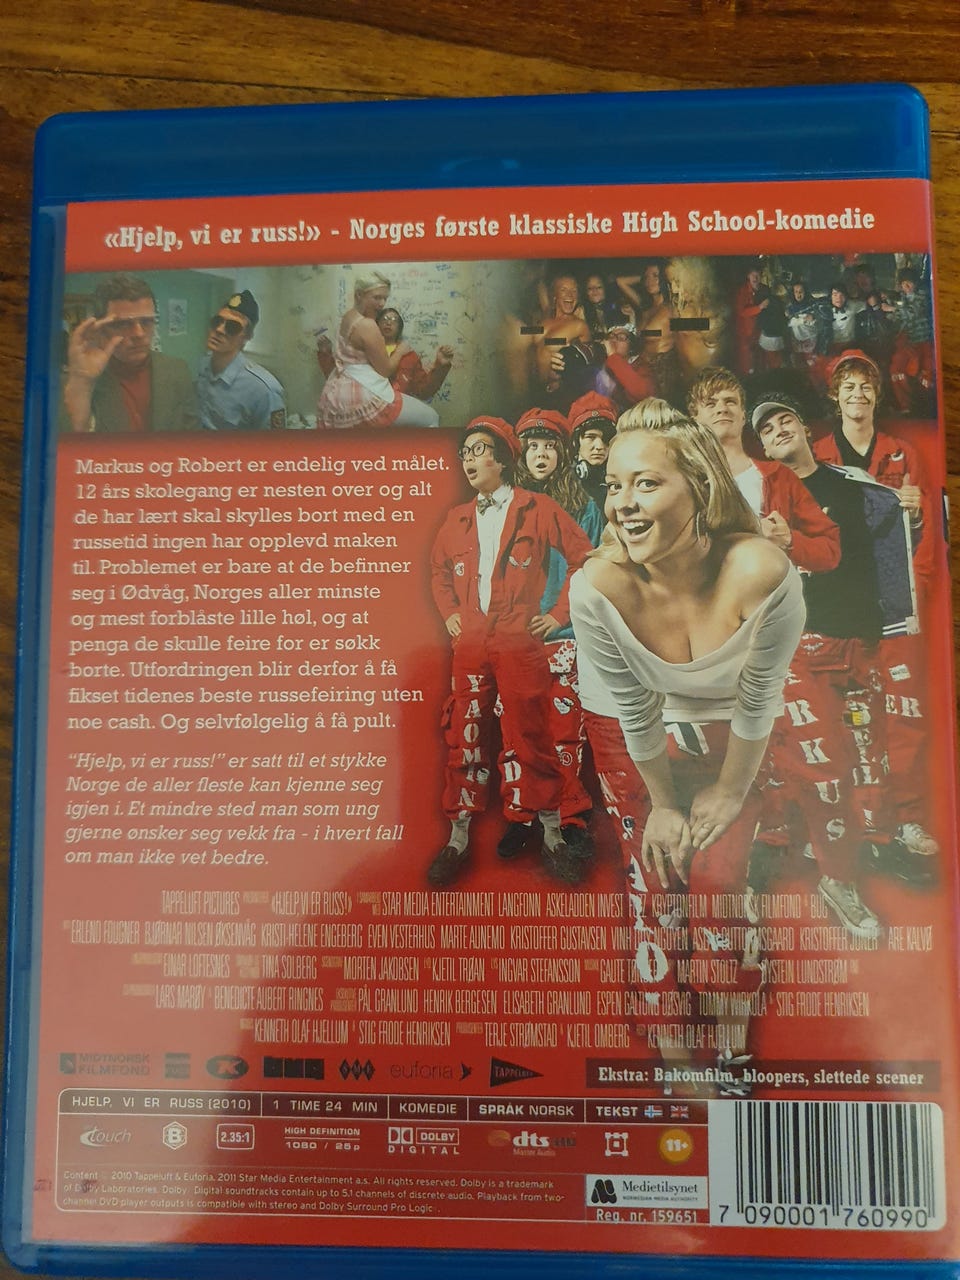 «Hjelp, vi er russ!» - Norges første klassiske High School-komedie
Markus og Robert er endelig ved målet.
12 års skolegang er nesten over og alt
de har lært skal skylles bort med en
russetid ingen har opplevd maken
til. Problemet er bare at de befinner
seg i Ødvåg, Norges aller minste
og mest forblåste lille høl, og at
penga de skulle feire for er søkk
borte. Utfordringen blir derfor å få
fikset tidenes beste russefeiring uten
noe cash. Og selvfølgelig å få pult.
"Hjelp, vi er russ!" er satt til et stykke
Norge de aller fleste kan kjenne seg
igjen i. Et mindre sted man som ung
gjerne ønsker seg vekk fra - i hvert fall
om man ikke vet bedre.
TAPPELUFT PICTURES «HJELP VI ER RUSS!» STAR MEDIA ENTERTAINMENT LANGFONN ASKELADDEN INVEST KRYPTONFILM MIDTNORSK FILMFOND & BUG
ERLEND FOUGNER BJØRNAR NILSEN ØKSENVÅG KRISTI-HELENE ENGEBERG EVEN VESTERHUS MARTE AUNEMO KRISTOFFER GUSTAVSEN KRISTOFFER JONER & ARE KALVØ
EINAR LOFTESNES TINA SOLBERG MORTEN JAKOBSEN KJETIL TRØAN INGVAR STEFANSSON GAUTE MARTIN STOLTZ ØYSTEIN LUNDSTRØM
LARS MARØY & BENEDICTE AUBERT RINGNES PÅL GRANLUND HENRIK BERGESEN ELISABETH GRANLUND ESPEN GALTUNG DØSVIG TOMMY WIRKOLA & STIG FRODE HENRIKSEN
KENNETH OLAF HJELLUM & STIG FRODE HENRIKSEN TERJE STRØMSTAD & KJETIL OMBERG KENNETH OLAF HJELLUM
MIDTNORSK FILMFOND
SME
euforia
TAPPELUFT
Ekstra: Bakomfilm, bloopers, slettede scener
HJELP, VI ER RUSS (2010) 1 TIME 24 MIN KOMEDIE SPRÅK NORSK TEKST
touch B 2.35:1 HIGH DEFINITION 1080 / 25p DOLBY DIGITAL dts HD Master Audio 11+
Content © 2010 Tappeluft & Euforia. 2011 Star Media Entertainment a.s. All rights reserved. Dolby is a trademark
of Dolby Laboratories. Dolby Digital soundtracks contain up to 5.1 channels of discrete audio. Playback from two-
channel DVD player outputs is compatible with stereo and Dolby Surround Pro Logic.
Medietilsynet
NORWEGIAN MEDIA AUTHORITY
Reg. nr. 159651
7 090001 760990